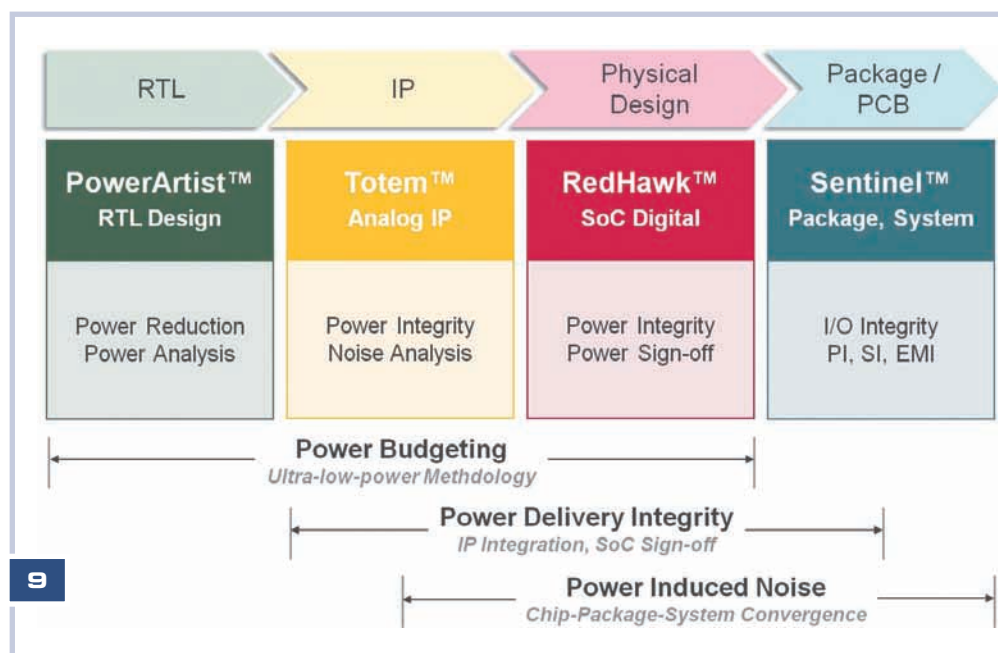 RTL
IP
Physical
Design
Package /
PCB
PowerArtist™
RTL Design
Totem™
Analog IP
RedHawk™
SoC Digital
Sentinel™
Package, System
Power Reduction
Power Analysis
Power Integrity
Noise Analysis
Power Integrity
Power Sign-off
I/O Integrity
PI, SI, EMI
Power Budgeting
Ultra-low-power Methdology
Power Delivery Integrity
IP Integration, SoC Sign-off
Power Induced Noise
Chip-Package-System Convergence
9